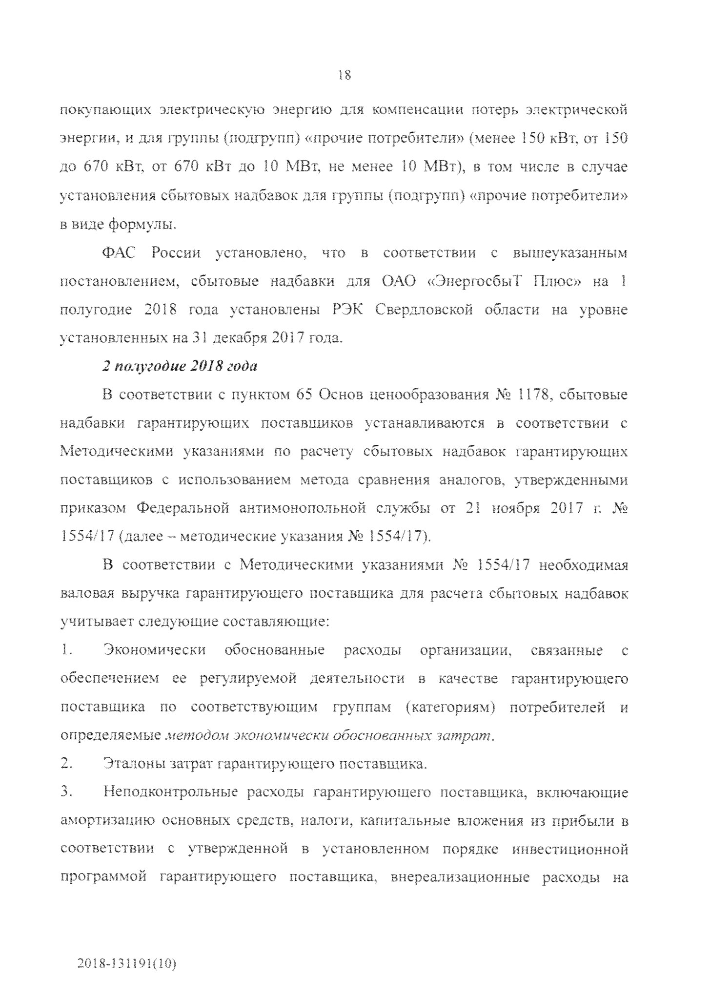 18
покупающих электрическую энергию для компенсации потерь электрической
энергии, и для группы (подгрупп) «прочие потребители» (менее 150 кВт, от 150
до 670 кВт, от 670 кВт до 10 МВт, не менее 10 МВт), в том числе в случае
установления сбытовых надбавок для группы (подгрупп) «прочие потребители»
в виде формулы.
ФАС России установлено, что в соответствии с вышеуказанным
постановлением, сбытовые надбавки для ОАО «ЭнергосбыТ Плюс» на 1
полугодие 2018 года установлены РЭК Свердловской области на уровне
установленных на 31 декабря 2017 года.
2 полугодие 2018 года
В соответствии с пунктом 65 Основ ценообразования № 1178, сбытовые
надбавки гарантирующих поставщиков устанавливаются в соответствии с
Методическими указаниями по расчету сбытовых надбавок гарантирующих
поставщиков с использованием метода сравнения аналогов, утвержденными
приказом Федеральной антимонопольной службы от 21 ноября 2017 г. №
1554/17 (далее – методические указания № 1554/17).
В соответствии с Методическими указаниями № 1554/17 необходимая
валовая выручка гарантирующего поставщика для расчета сбытовых надбавок
учитывает следующие составляющие:
1. Экономически обоснованные расходы организации, связанные с
обеспечением ее регулируемой деятельности в качестве гарантирующего
поставщика по соответствующим группам (категориям) потребителей и
определяемые методом экономически обоснованных затрат.
2. Эталоны затрат гарантирующего поставщика.
3. Неподконтрольные расходы гарантирующего поставщика, включающие
амортизацию основных средств, налоги, капитальные вложения из прибыли в
соответствии с утвержденной в установленном порядке инвестиционной
программой гарантирующего поставщика, внереализационные расходы на
2018-131191(10)